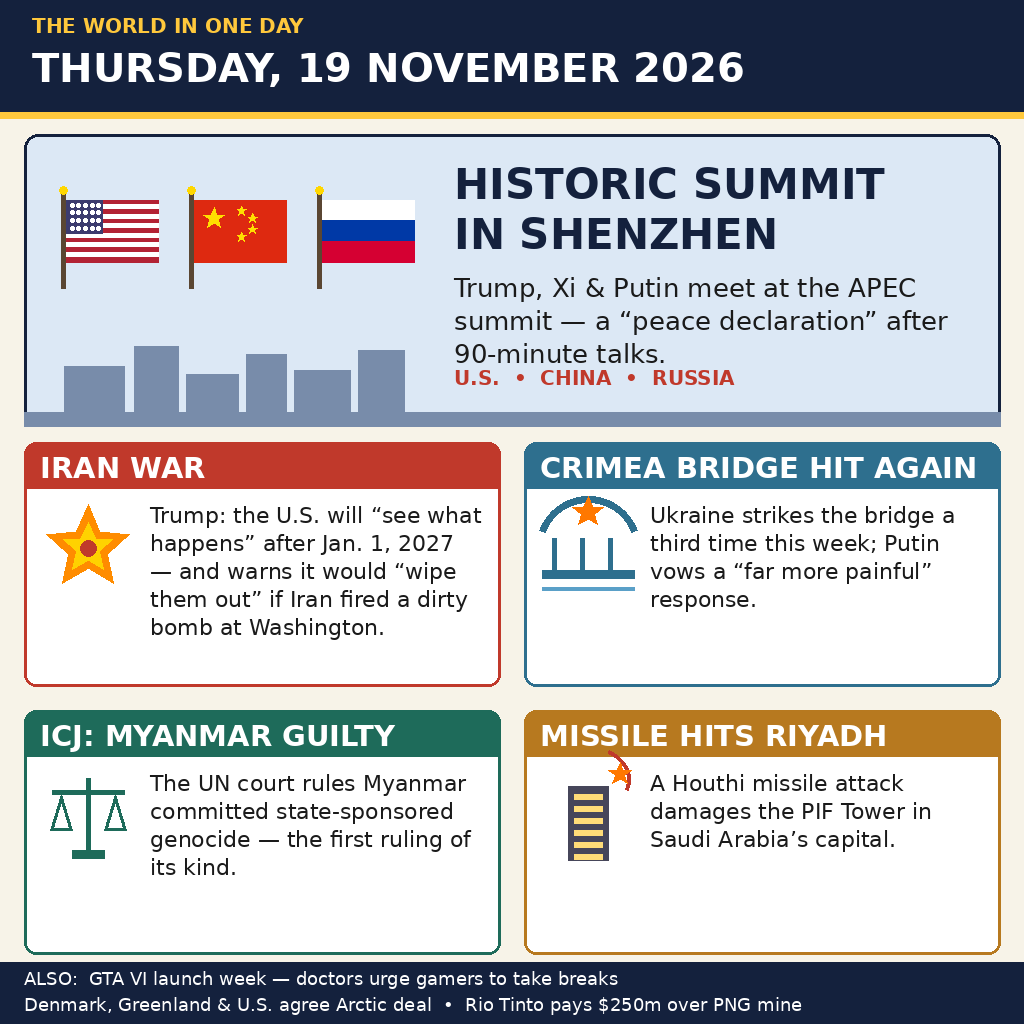 THE WORLD IN ONE DAY
THURSDAY, 19 NOVEMBER 2026
HISTORIC SUMMIT
IN SHENZHEN
Trump, Xi & Putin meet at the APEC
summit — a “peace declaration” after
90-minute talks.
U.S. • CHINA • RUSSIA
IRAN WAR
Trump: the U.S. will “see what
happens” after Jan. 1, 2027
— and warns it would “wipe
them out” if Iran fired a dirty
bomb at Washington.
CRIMEA BRIDGE HIT AGAIN
Ukraine strikes the bridge a
third time this week; Putin
vows a “far more painful”
response.
ICJ: MYANMAR GUILTY
The UN court rules Myanmar
committed state-sponsored
genocide — the first ruling of
its kind.
MISSILE HITS RIYADH
A Houthi missile attack
damages the PIF Tower in
Saudi Arabia’s capital.
ALSO: GTA VI launch week — doctors urge gamers to take breaks
Denmark, Greenland & U.S. agree Arctic deal • Rio Tinto pays $250m over PNG mine